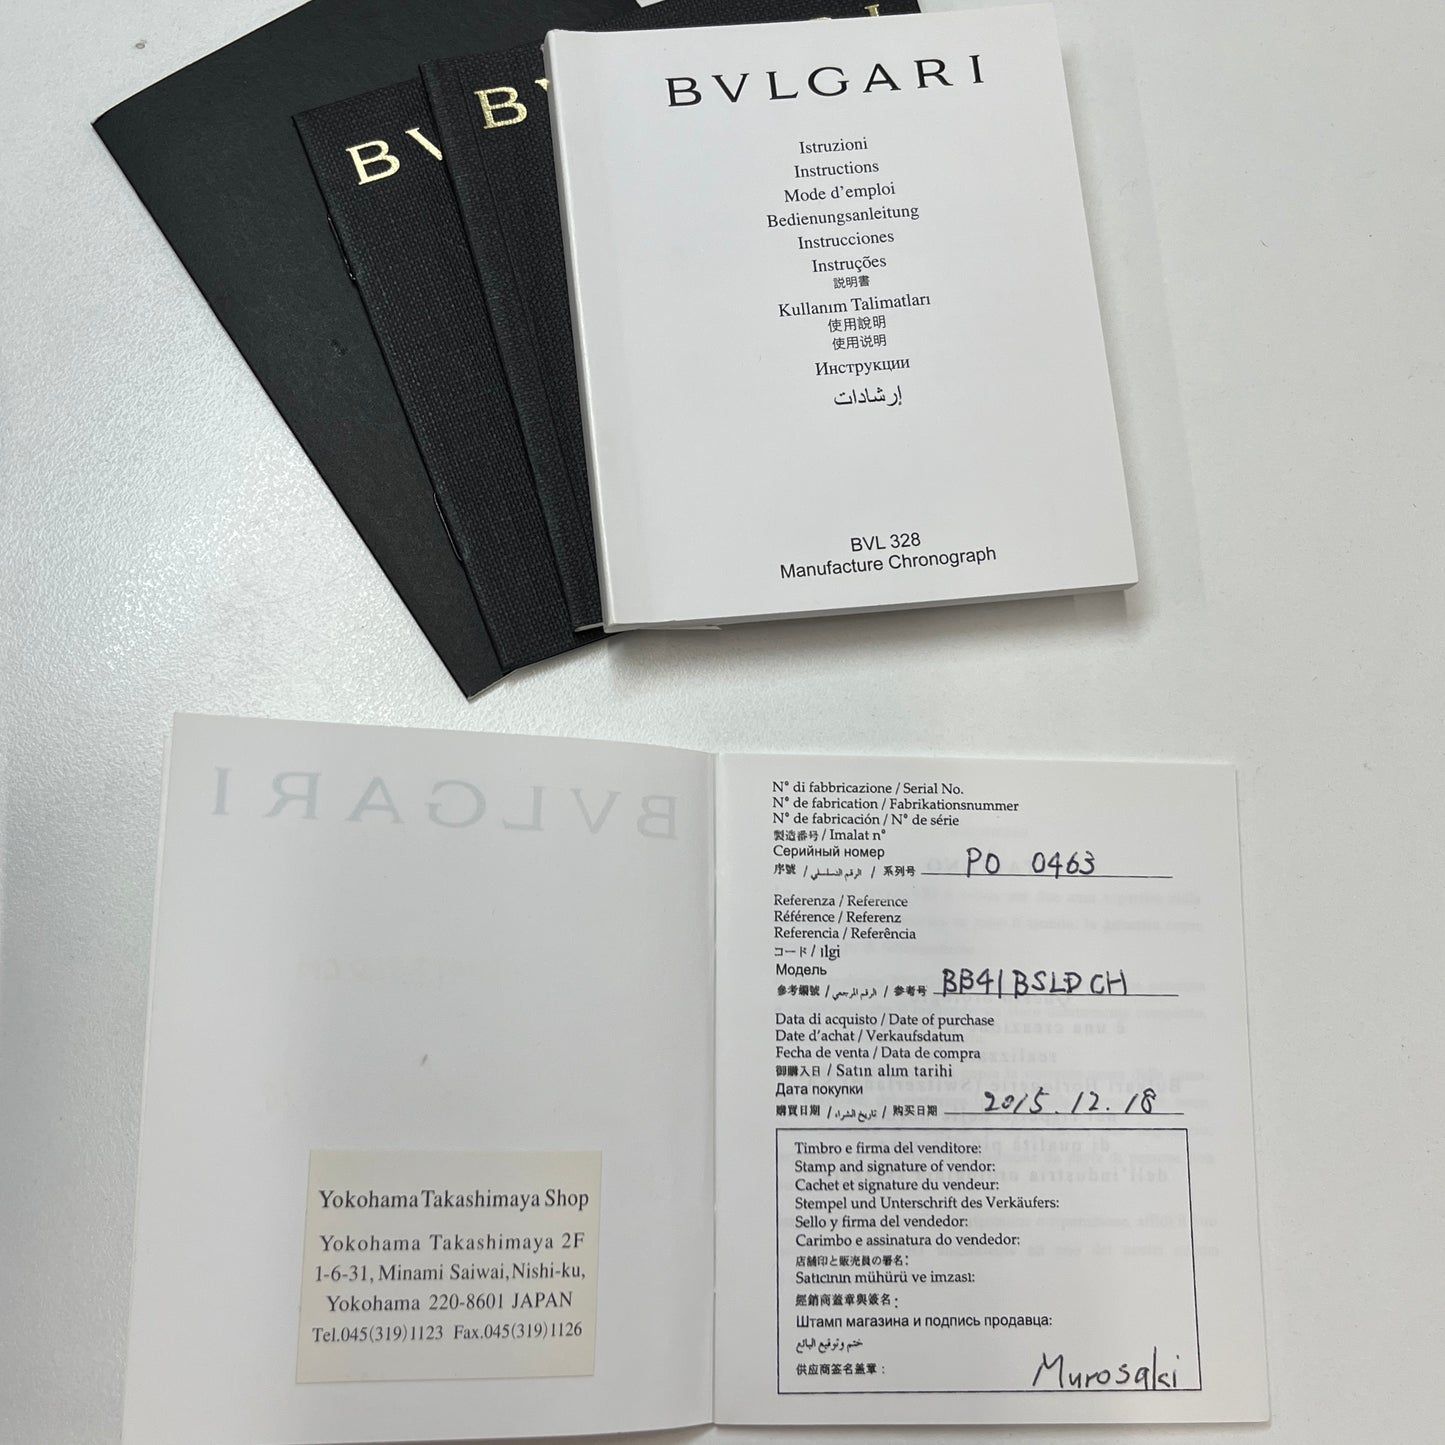 BV
B
BVLGARI
Istruzioni
Instructions
Mode d'emploi
Bedienungsanleitung
Instrucciones
Instruções
説明書
Kullanım Talimatları
使用說明
使用说明
Инструкции
إرشادات
BVL 328
Manufacture Chronograph
BVLGARI
Yokohama Takashimaya Shop
Yokohama Takashimaya 2F
1-6-31, Minami Saiwai, Nishi-ku,
Yokohama 220-8601 JAPAN
Tel.045(319)1123 Fax.045(319)1126
N° di fabbricazione / Serial No.
N° de fabrication / Fabrikationsnummer
N° de fabricación / N° de série
製造番号 / Imalat n°
Серийный номер
序號 / الرقم التسلسلي / 系列号 PO 0463
Referenza / Reference
Référence / Referenz
Referencia / Referência
コード / ılgi
Модель
參考編號 / الرقم المرجعي / 参考号 BB41BSLDCH
Data di acquisto / Date of purchase
Date d'achat / Verkaufsdatum
Fecha de venta / Data de compra
御購入日 / Satın alım tarihi
Дата покупки
購買日期 / تاريخ الشراء / 购买日期 2015.12.18
Timbro e firma del venditore:
Stamp and signature of vendor:
Cachet et signature du vendeur:
Stempel und Unterschrift des Verkäufers:
Sello y firma del vendedor:
Carimbo e assinatura do vendedor:
店舗印と販売員の署名:
Satıcının mühürü ve imzası:
經銷商蓋章與簽名:
Штамп магазина и подпись продавца:
ختم وتوقيع البائع
供应商签名盖章:
Murosaki